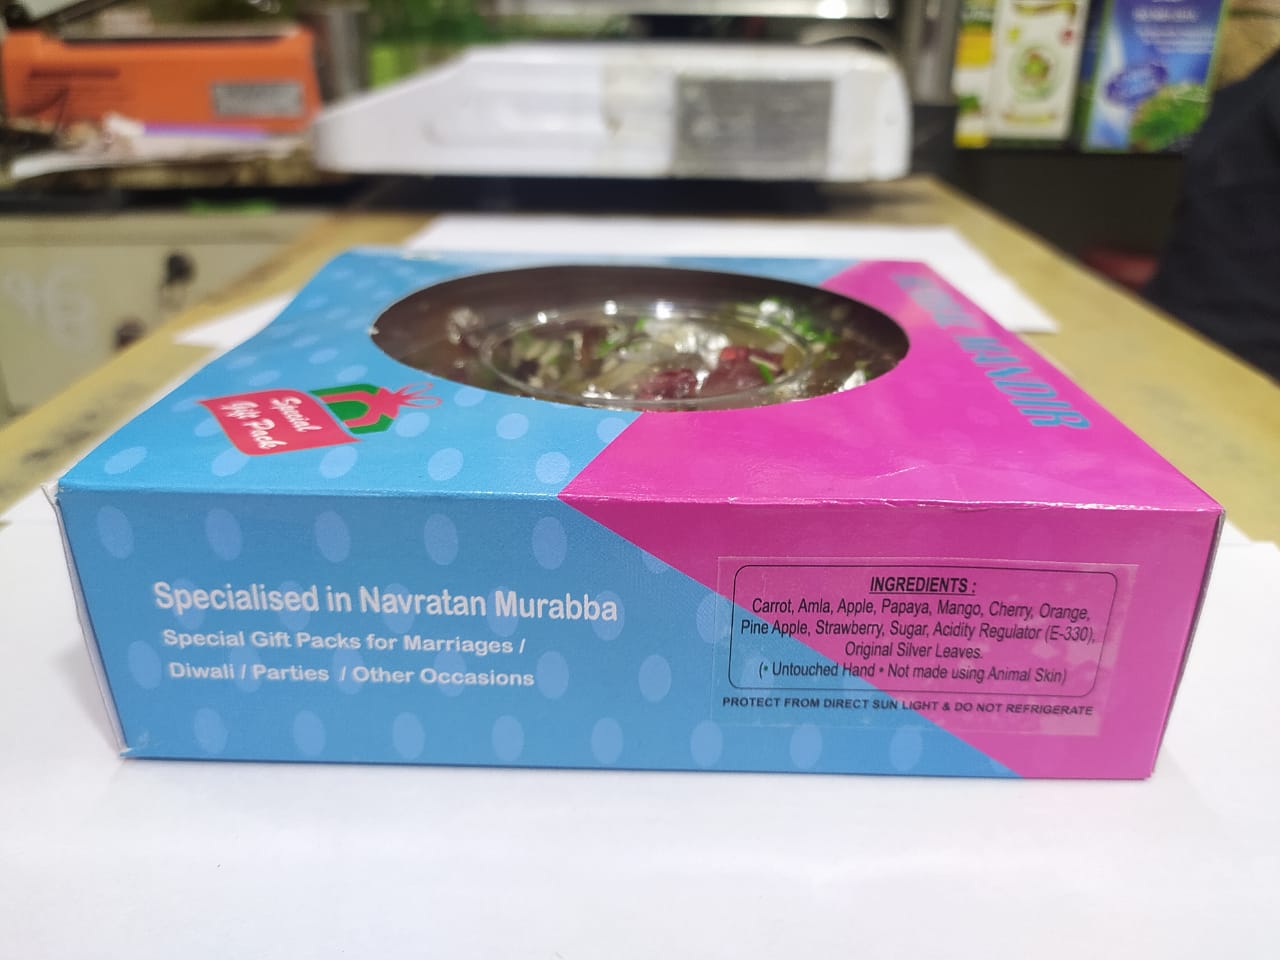 MANDIR
Special
Gift Pack
Specialised in Navratan Murabba
Special Gift Packs for Marriages /
Diwali / Parties / Other Occasions
INGREDIENTS :
Carrot, Amla, Apple, Papaya, Mango, Cherry, Orange,
Pine Apple, Strawberry, Sugar, Acidity Regulator (E-330),
Original Silver Leaves.
(• Untouched Hand • Not made using Animal Skin)
PROTECT FROM DIRECT SUN LIGHT & DO NOT REFRIGERATE